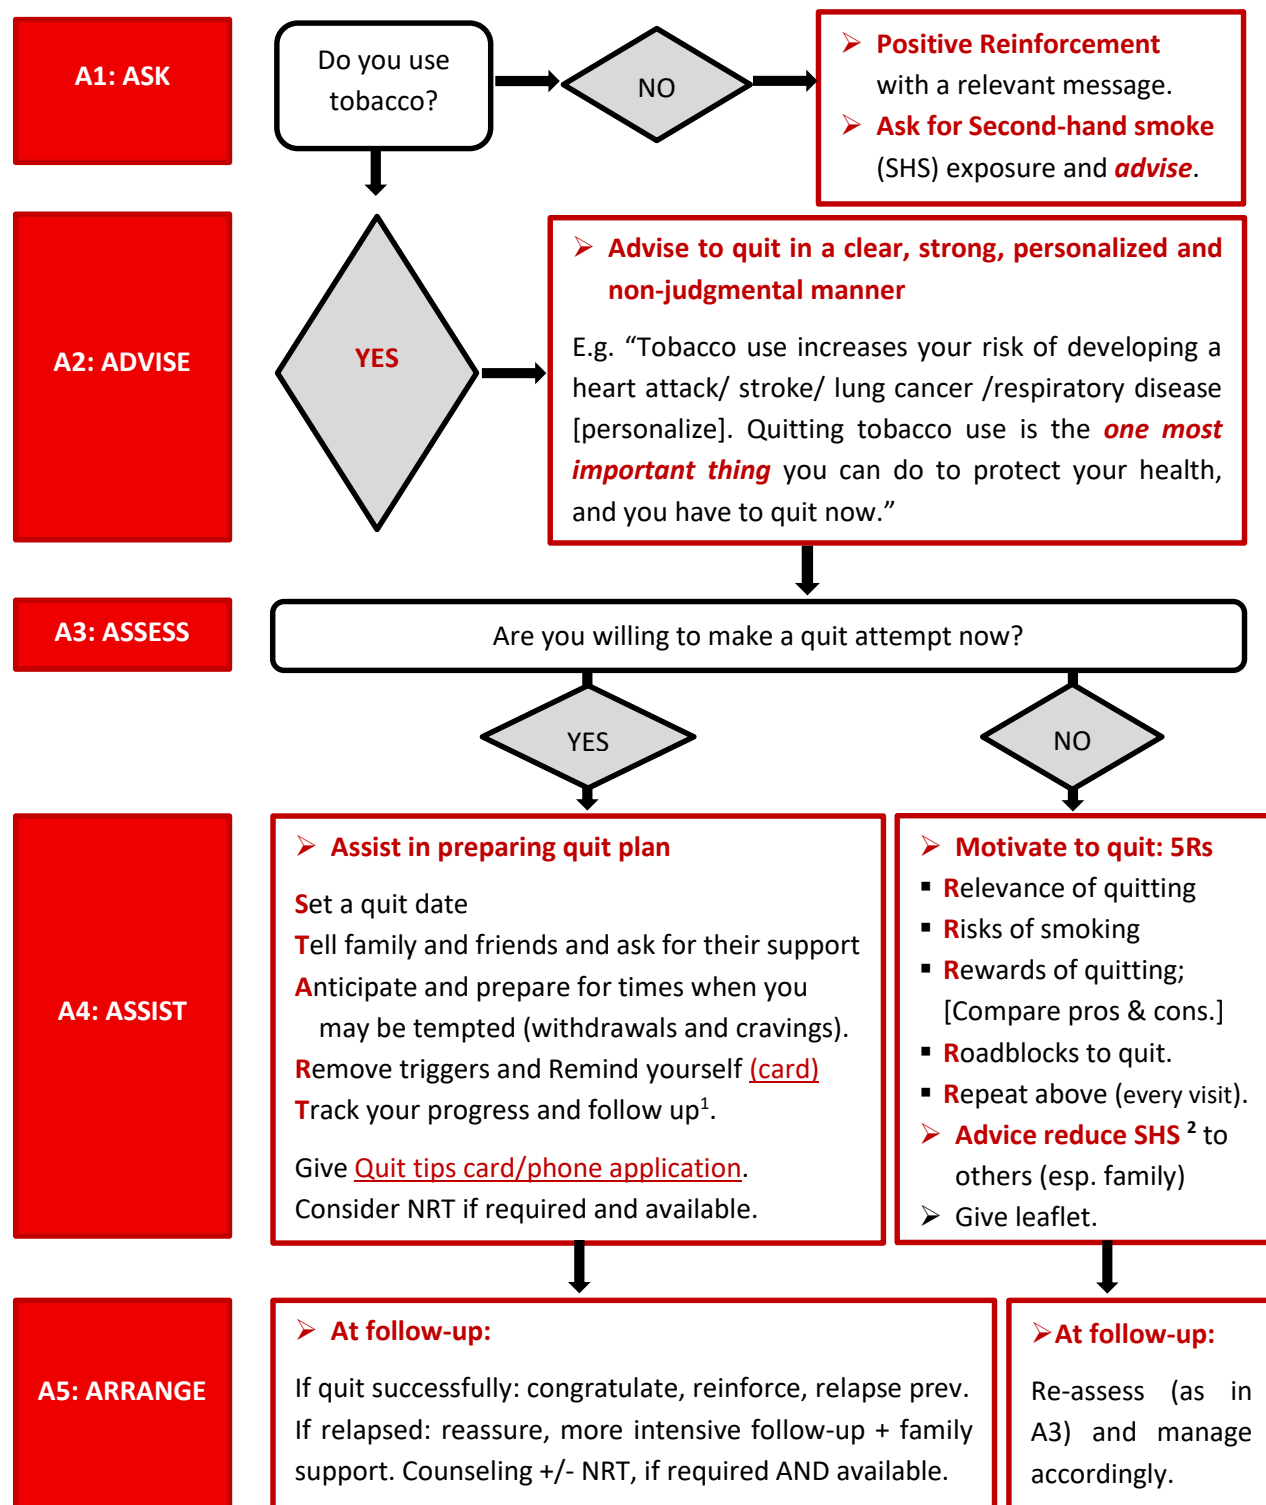 A1: ASK
Do you use
tobacco?
NO
➢ Positive Reinforcement
with a relevant message.
➢ Ask for Second-hand smoke
(SHS) exposure and advise.
A2: ADVISE
YES
➢ Advise to quit in a clear, strong, personalized and
non-judgmental manner
E.g. “Tobacco use increases your risk of developing a
heart attack/ stroke/ lung cancer /respiratory disease
[personalize]. Quitting tobacco use is the one most
important thing you can do to protect your health,
and you have to quit now.”
A3: ASSESS
Are you willing to make a quit attempt now?
YES
NO
A4: ASSIST
➢ Assist in preparing quit plan
Set a quit date
Tell family and friends and ask for their support
Anticipate and prepare for times when you
may be tempted (withdrawals and cravings).
Remove triggers and Remind yourself (card)
Track your progress and follow up¹.
Give Quit tips card/phone application.
Consider NRT if required and available.
➢ Motivate to quit: 5Rs
▪ Relevance of quitting
▪ Risks of smoking
▪ Rewards of quitting;
[Compare pros & cons.]
▪ Roadblocks to quit.
▪ Repeat above (every visit).
➢ Advice reduce SHS ² to
others (esp. family)
➢ Give leaflet.
A5: ARRANGE
➢ At follow-up:
If quit successfully: congratulate, reinforce, relapse prev.
If relapsed: reassure, more intensive follow-up + family
support. Counseling +/- NRT, if required AND available.
➢At follow-up:
Re-assess (as in
A3) and manage
accordingly.